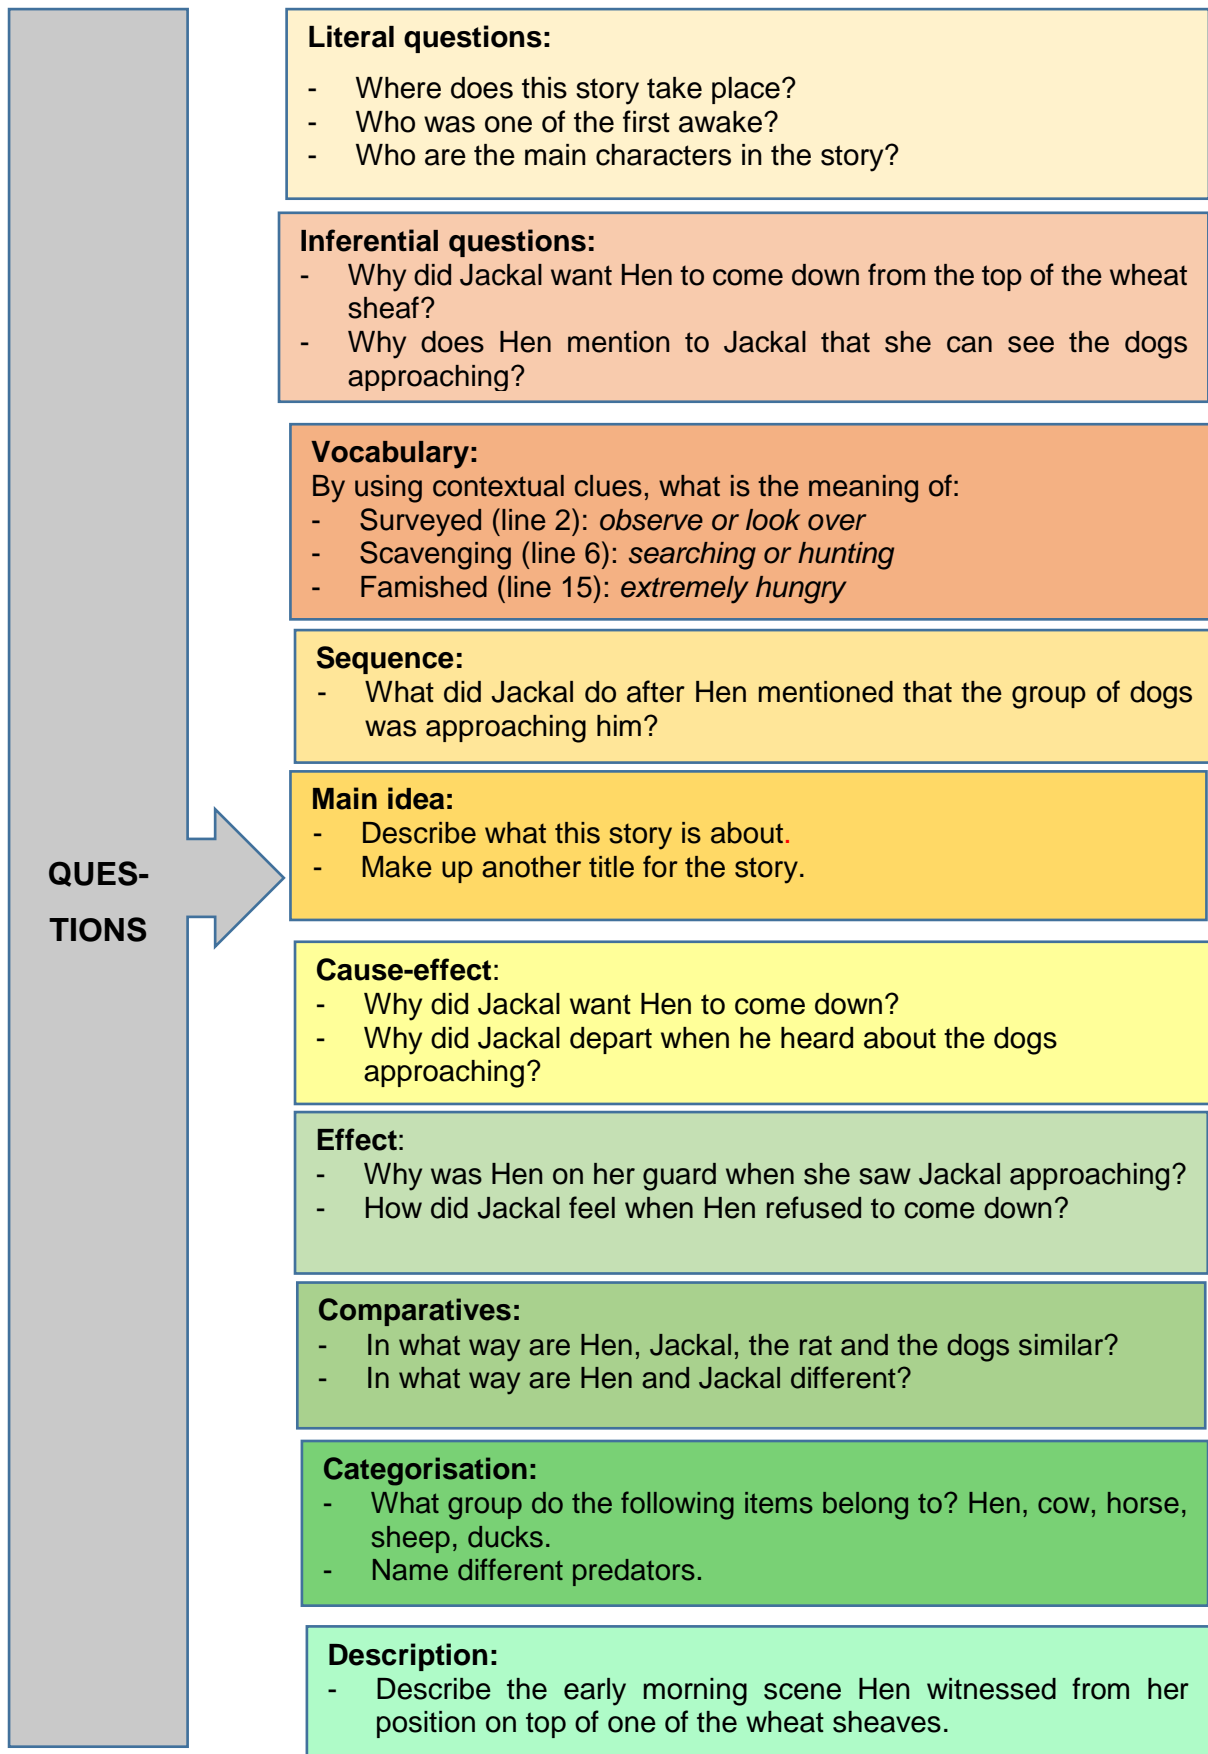 Literal questions:
- Where does this story take place?
- Who was one of the first awake?
- Who are the main characters in the story?
Inferential questions:
- Why did Jackal want Hen to come down from the top of the wheat
sheaf?
- Why does Hen mention to Jackal that she can see the dogs
approaching?
Vocabulary:
By using contextual clues, what is the meaning of:
- Surveyed (line 2): observe or look over
- Scavenging (line 6): searching or hunting
- Famished (line 15): extremely hungry
Sequence:
- What did Jackal do after Hen mentioned that the group of dogs
was approaching him?
QUES-
TIONS
Main idea:
- Describe what this story is about.
- Make up another title for the story.
Cause-effect:
- Why did Jackal want Hen to come down?
- Why did Jackal depart when he heard about the dogs
approaching?
Effect:
- Why was Hen on her guard when she saw Jackal approaching?
- How did Jackal feel when Hen refused to come down?
Comparatives:
- In what way are Hen, Jackal, the rat and the dogs similar?
- In what way are Hen and Jackal different?
Categorisation:
- What group do the following items belong to? Hen, cow, horse,
sheep, ducks.
- Name different predators.
Description:
- Describe the early morning scene Hen witnessed from her
position on top of one of the wheat sheaves.